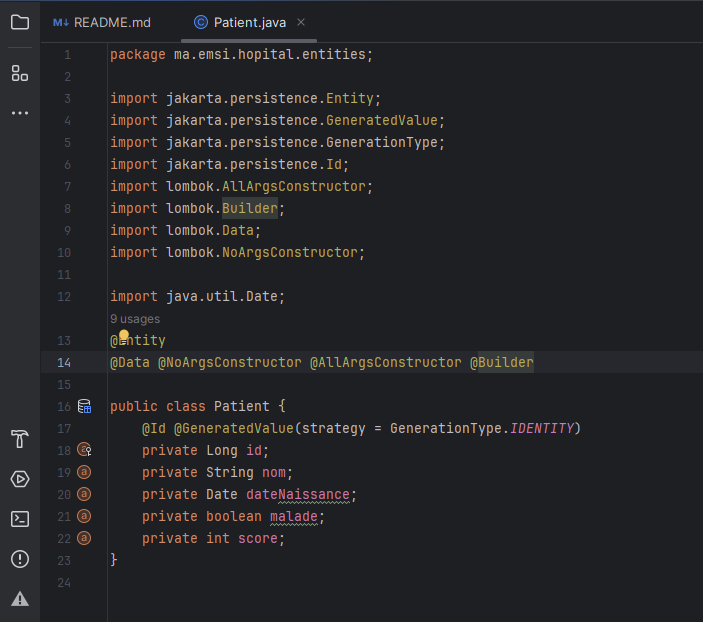 M↓ README.md
C Patient.java ×
1 package ma.emsi.hopital.entities;
2
3 import jakarta.persistence.Entity;
4 import jakarta.persistence.GeneratedValue;
5 import jakarta.persistence.GenerationType;
6 import jakarta.persistence.Id;
7 import lombok.AllArgsConstructor;
8 import lombok.Builder;
9 import lombok.Data;
10 import lombok.NoArgsConstructor;
11
12 import java.util.Date;
9 usages
13 @Entity
14 @Data @NoArgsConstructor @AllArgsConstructor @Builder
15
16 public class Patient {
17 @Id @GeneratedValue(strategy = GenerationType.IDENTITY)
18 private Long id;
19 private String nom;
20 private Date dateNaissance;
21 private boolean malade;
22 private int score;
23 }
24